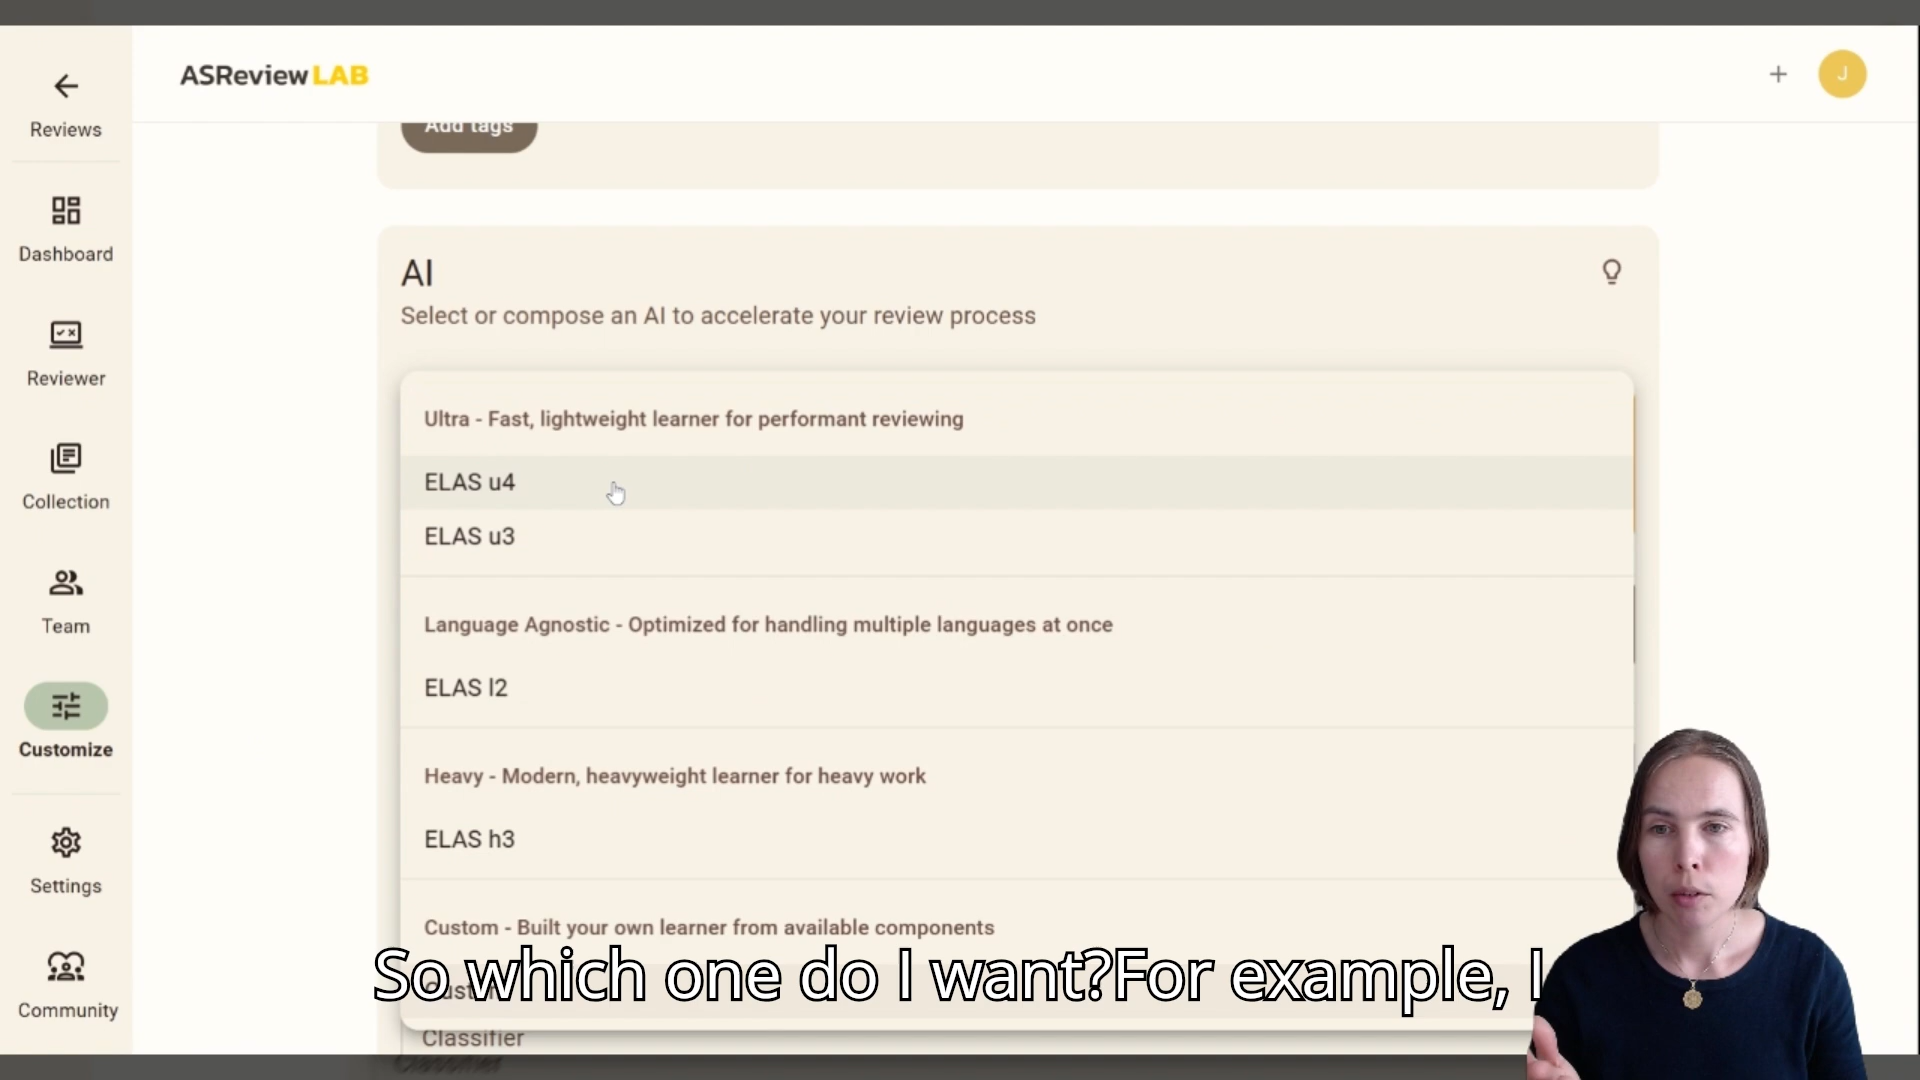 ASReview LAB
J
Reviews
Dashboard
Reviewer
Collection
Team
Customize
Settings
Community
Add tags
AI
Select or compose an AI to accelerate your review process
Ultra - Fast, lightweight learner for performant reviewing
ELAS u4
ELAS u3
Language Agnostic - Optimized for handling multiple languages at once
ELAS l2
Heavy - Modern, heavyweight learner for heavy work
ELAS h3
Custom - Built your own learner from available components
So which one do I want?For example, I
Classifier